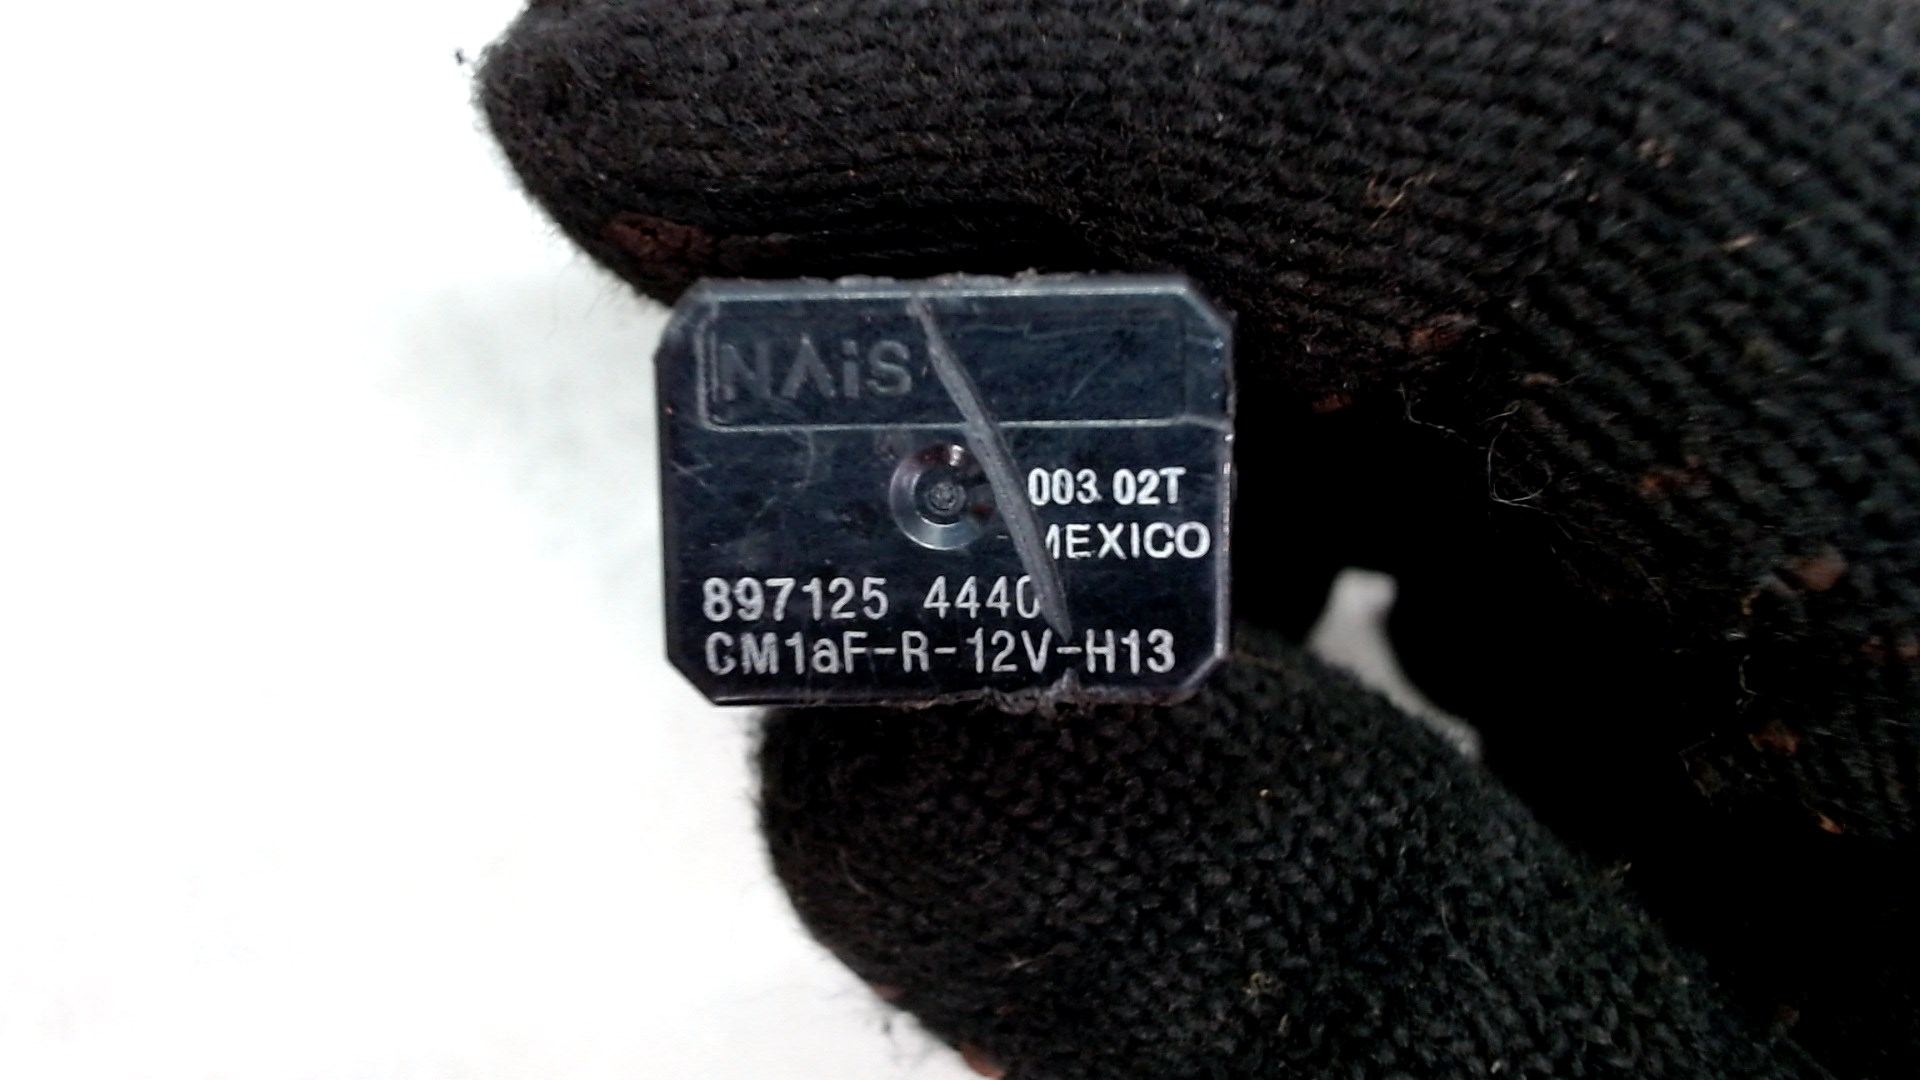 NAiS
003 02T
MEXICO
897125 4440
CM1aF-R-12V-H13